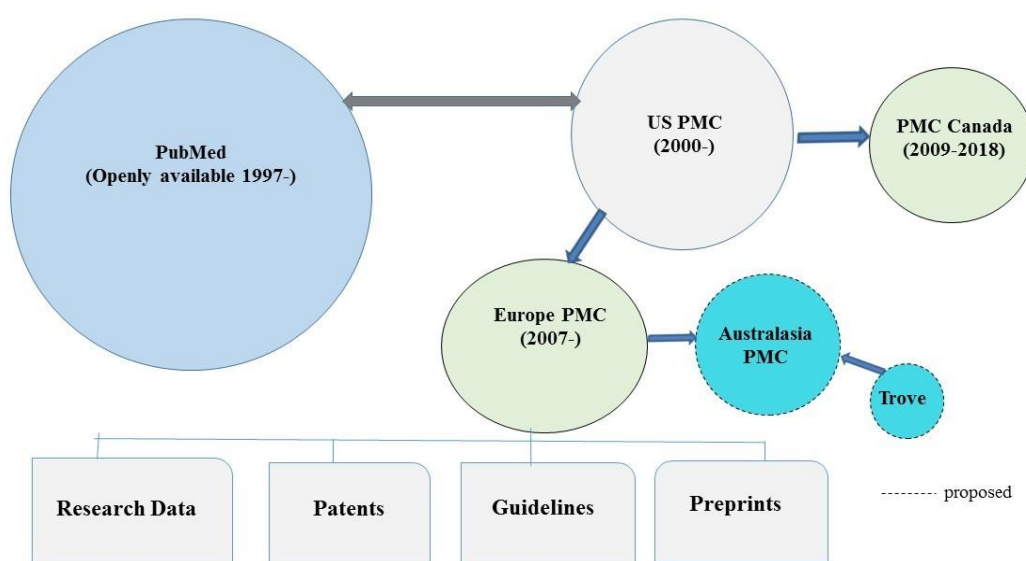 PubMed
(Openly available 1997-)
US PMC
(2000-)
PMC Canada
(2009-2018)
Europe PMC
(2007-)
Australasia
PMC
Trove
Research Data
Patents
Guidelines
Preprints
proposed